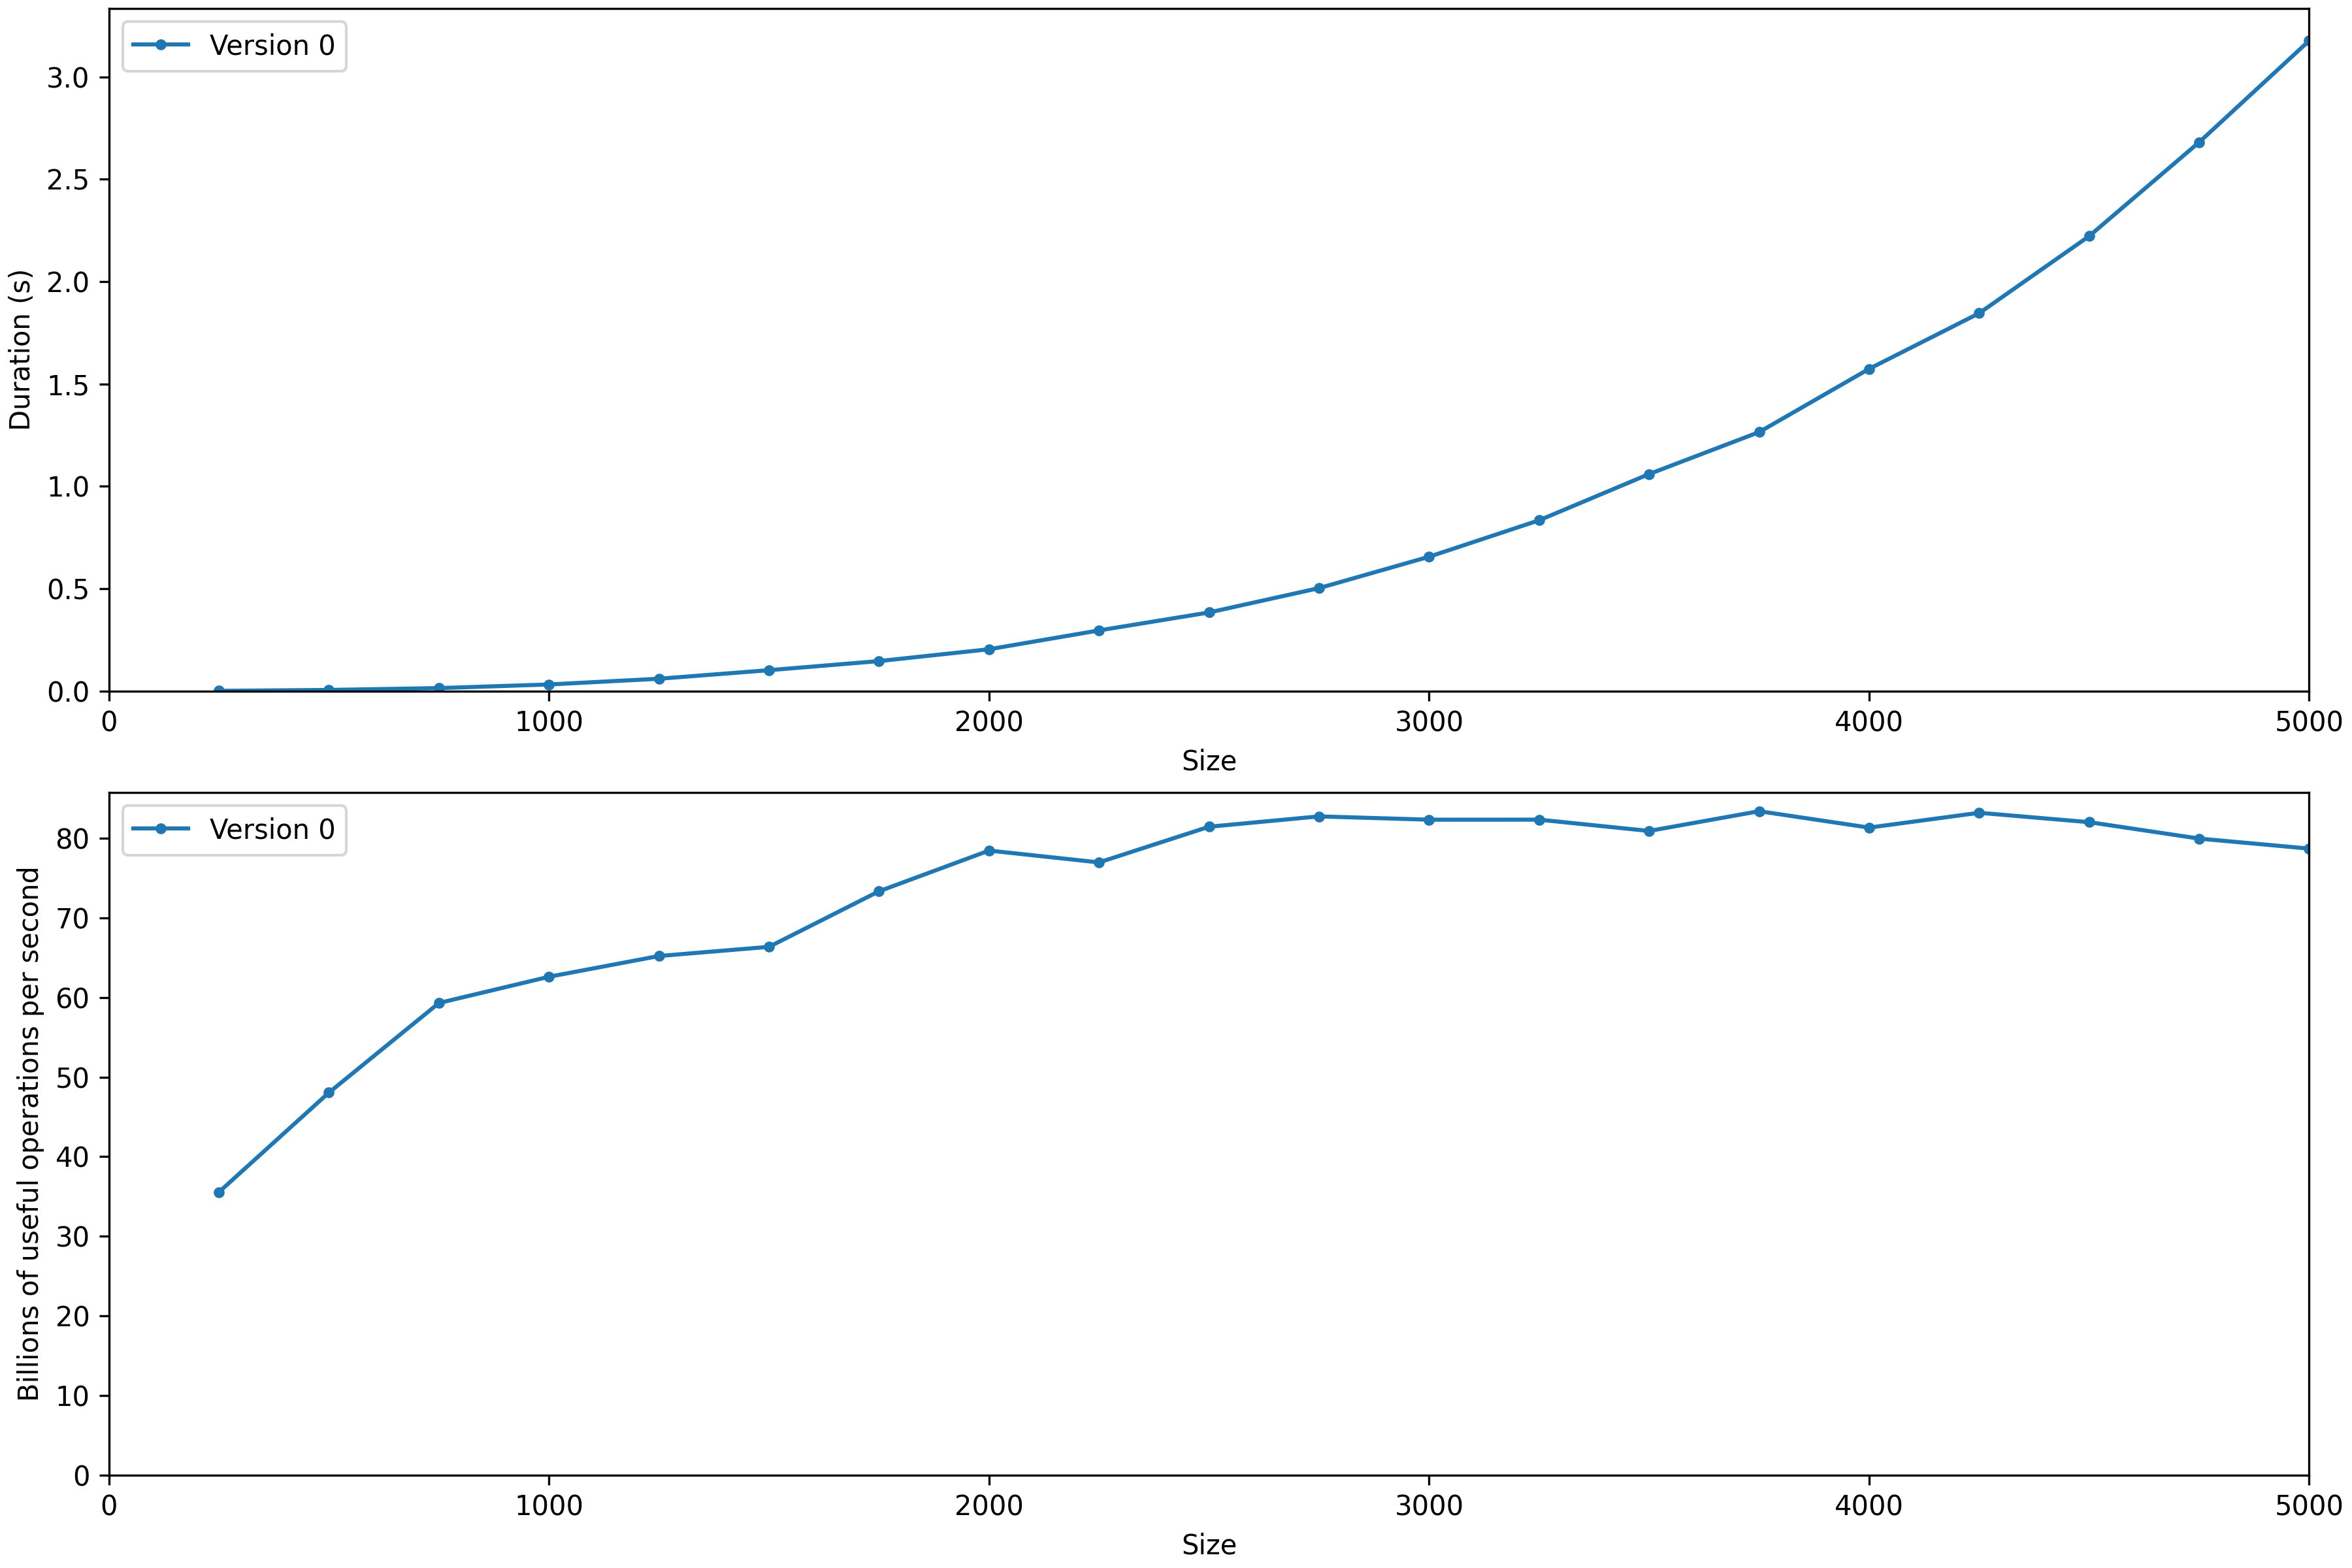 Version 0
3.0
2.5
2.0
1.5
1.0
0.5
0.0
Duration (s)
0 1000 2000 3000 4000 5000
Size
Version 0
80
70
60
50
40
30
20
10
0
Billions of useful operations per second
0 1000 2000 3000 4000 5000
Size